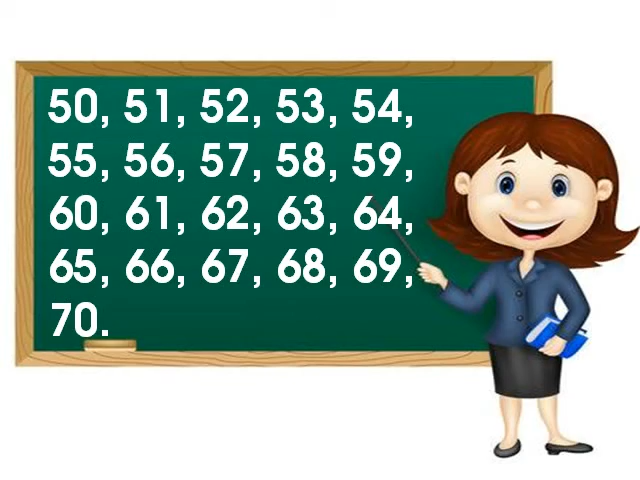 50, 51, 52, 53, 54,
55, 56, 57, 58, 59,
60, 61, 62, 63, 64,
65, 66, 67, 68, 69,
70.